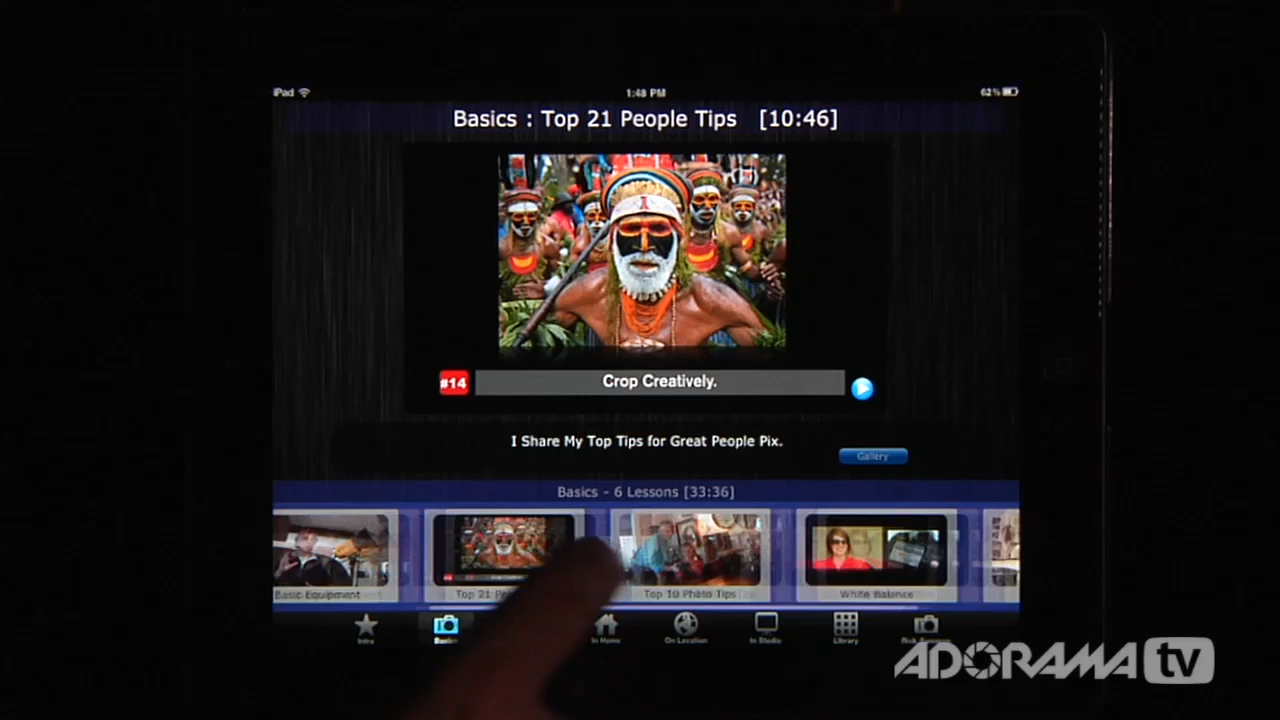 iPad
1:48 PM
62%
Basics : Top 21 People Tips [10:46]
#14
Crop Creatively.
I Share My Top Tips for Great People Pix.
Gallery
Basics - 6 Lessons [33:36]
Basic Equipment
Top 21
Top 10 Photo Tips
White Balance
Intro
In Home
On Location
In Studio
Library
ADORAMA tv